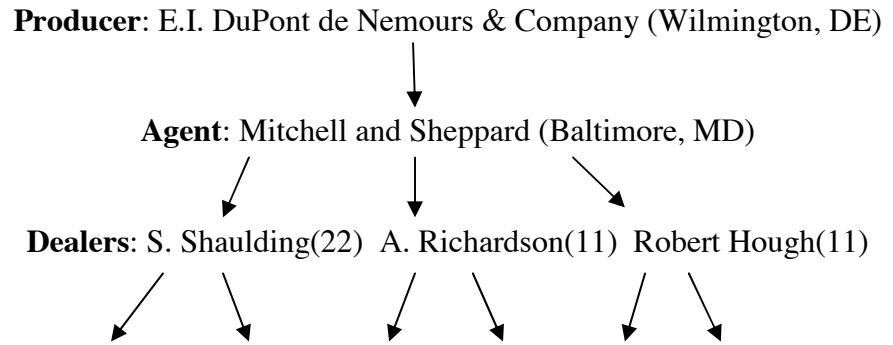 Producer: E.I. DuPont de Nemours & Company (Wilmington, DE)
Agent: Mitchell and Sheppard (Baltimore, MD)
Dealers: S. Shaulding(22) A. Richardson(11) Robert Hough(11)